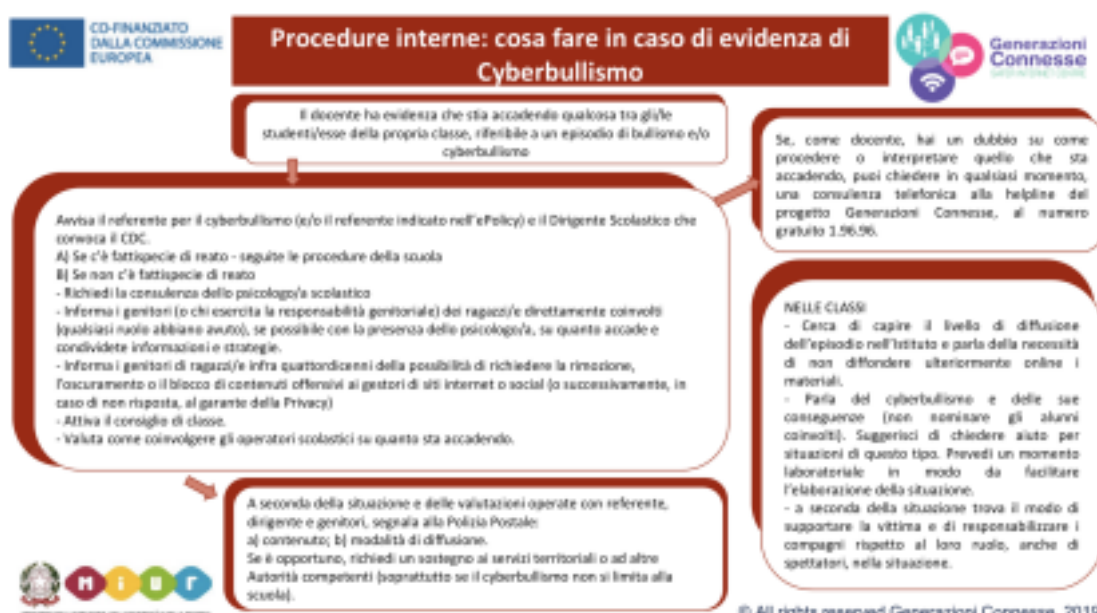 CO-FINANZIATO
DALLA COMMISSIONE
EUROPEA
Procedure interne: cosa fare in caso di evidenza di
Cyberbullismo
Generazioni
Connesse
Il docente ha evidenza che stia accadendo qualcosa tra gli/le
studenti/esse della propria classe, riferibile a un episodio di bullismo e/o
cyberbullismo
Se, come docente, hai un dubbio su come
procedere o interpretare quello che sta
accadendo, puoi chiedere in qualsiasi momento,
una consulenza telefonica alla helpline del
progetto Generazioni Connesse, al numero
gratuito 1.96.96.
Avvisa il referente per il cyberbullismo (e/o il referente indicato nell'ePolicy) e il Dirigente Scolastico che
convoca il CDC.
A) Se c'è fattispecie di reato - seguite le procedure della scuola
B) Se non c'è fattispecie di reato
- Richiedi la consulenza dello psicologo/a scolastico
- Informa i genitori (o chi esercita la responsabilità genitoriale) dei ragazzi/e direttamente coinvolti
(qualsiasi ruolo abbiano avuto), se possibile con la presenza dello psicologo/a, su quanto accade e
condividete informazioni e strategie.
- Informa i genitori di ragazzi/e infra quattordicenni della possibilità di richiedere la rimozione,
l'oscuramento o il blocco di contenuti offensivi ai gestori di siti internet o social (o successivamente, in
caso di non risposta, al garante della Privacy)
- Attiva il consiglio di classe.
- Valuta come coinvolgere gli operatori scolastici su quanto sta accadendo.
NELLE CLASSI
- Cerca di capire il livello di diffusione
dell'episodio nell'Istituto e parla della necessità
di non diffondere ulteriormente online i
materiali.
- Parla del cyberbullismo e delle sue
conseguenze (non nominare gli alunni
coinvolti). Suggerisci di chiedere aiuto per
situazioni di questo tipo. Prevedi un momento
laboratoriale in modo da facilitare
l'elaborazione della situazione.
- a seconda della situazione trova il modo di
supportare la vittima e di responsabilizzare i
compagni rispetto al loro ruolo, anche di
spettatori, nella situazione.
A seconda della situazione e delle valutazioni operate con referente,
dirigente e genitori, segnala alla Polizia Postale:
a) contenuto; b) modalità di diffusione.
Se è opportuno, richiedi un sostegno ai servizi territoriali o ad altre
Autorità competenti (soprattutto se il cyberbullismo non si limita alla
scuola).
MIUR
© All rights reserved Generazioni Connesse, 2019